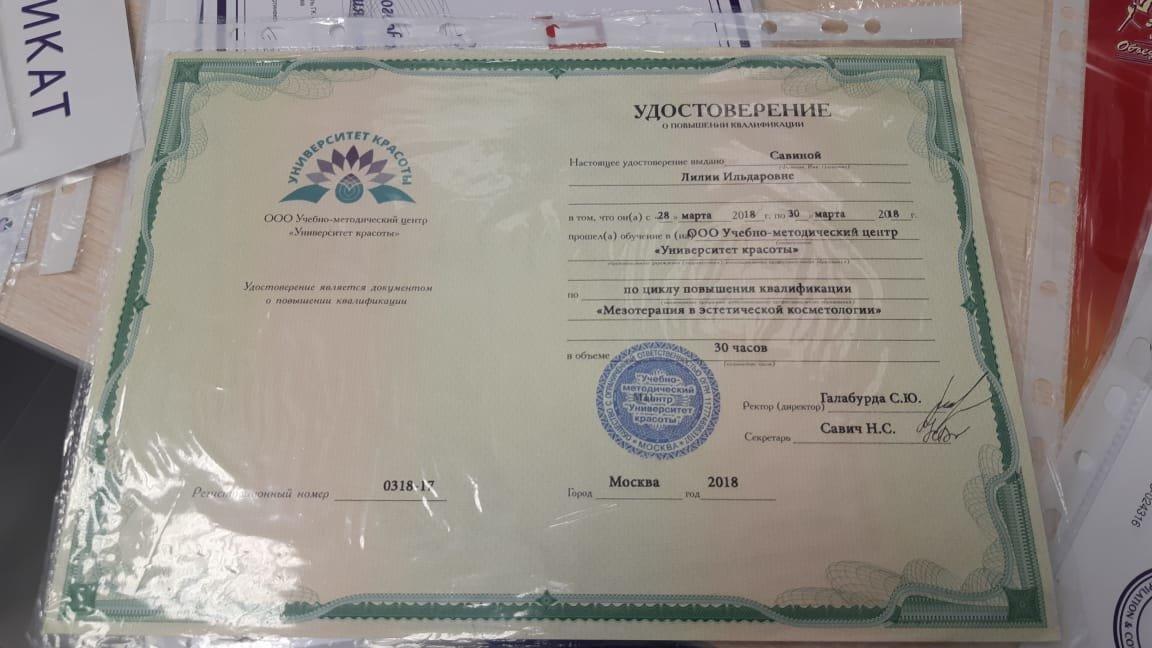 ИКАТ
УНИВЕРСИТЕТ КРАСОТЫ
ООО Учебно-методический центр
«Университет красоты»
Удостоверение является документом
о повышении квалификации
Регистрационный номер 0318-17
УДОСТОВЕРЕНИЕ
О ПОВЫШЕНИИ КВАЛИФИКАЦИИ
Настоящее удостоверение выдано Савиной
Лилии Ильдаровне
в том, что он(а) с «28 » марта 2018 г. по 30 » марта 2018 г.
прошел(а) обучение в (на) ООО Учебно-методический центр
«Университет красоты»
по по циклу повышения квалификации
«Мезотерапия в эстетической косметологии»
в объеме 30 часов
"Учебно-
методический
центр
"Университет
красоты"
МОСКВА
Ректор (директор) Галабурда С.Ю.
Секретарь Савич Н.С.
Город Москва год 2018
024316